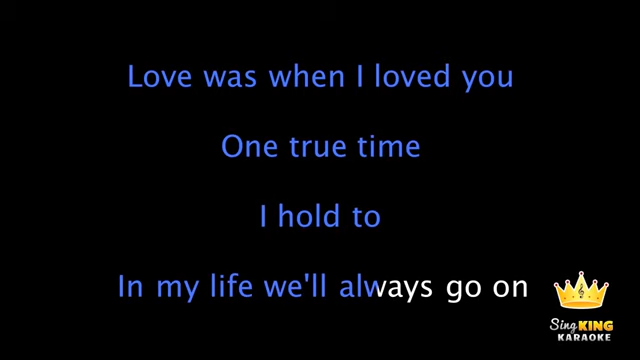 Love was when I loved you
One true time
I hold to
In my life we'll always go on
Sing KING
KARAOKE